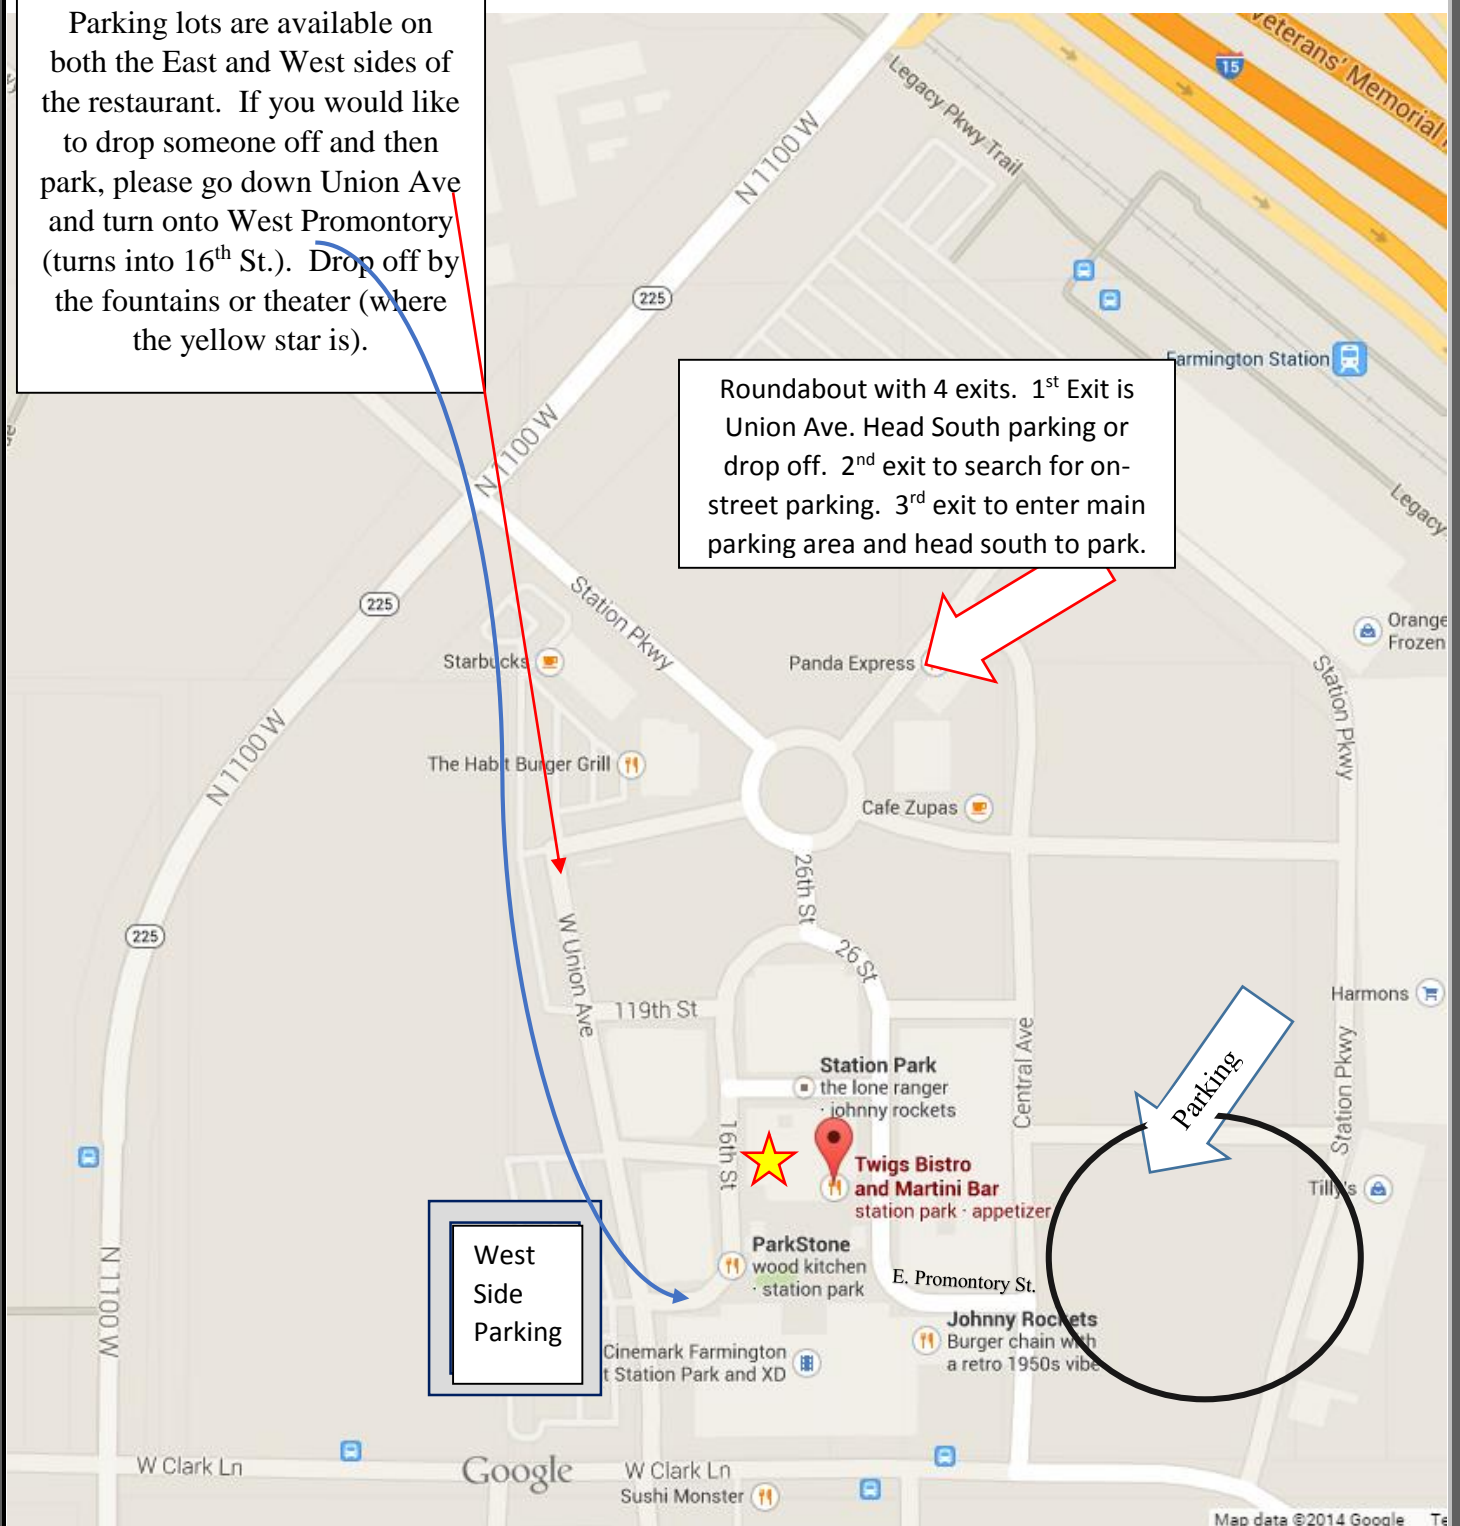 Parking lots are available on
both the East and West sides of
the restaurant. If you would like
to drop someone off and then
park, please go down Union Ave
and turn onto West Promontory
(turns into 16th St.). Drop off by
the fountains or theater (where
the yellow star is).
Veterans' Memorial
15
Legacy Pkwy Trail
N 1100 W
225
Farmington Station
Roundabout with 4 exits. 1st Exit is
Union Ave. Head South parking or
drop off. 2nd exit to search for on-
street parking. 3rd exit to enter main
parking area and head south to park.
N 1100 W
Legacy
225
Station Pkwy
Orange
Frozen
Starbucks
Panda Express
Station Pkwy
N 1100 W
The Habit Burger Grill
Cafe Zupas
26th St
225
W Union Ave
26 St
119th St
Harmons
Station Park
the lone ranger
· johnny rockets
Central Ave
Parking
Station Pkwy
16th St
Twigs Bistro
and Martini Bar
station park · appetizer
Tilly's
West
Side
Parking
ParkStone
wood kitchen
· station park
E. Promontory St.
N 1100 W
Johnny Rockets
Burger chain with
a retro 1950s vibe
Cinemark Farmington
t Station Park and XD
W Clark Ln
Google
W Clark Ln
Sushi Monster
Map data ©2014 Google
Te